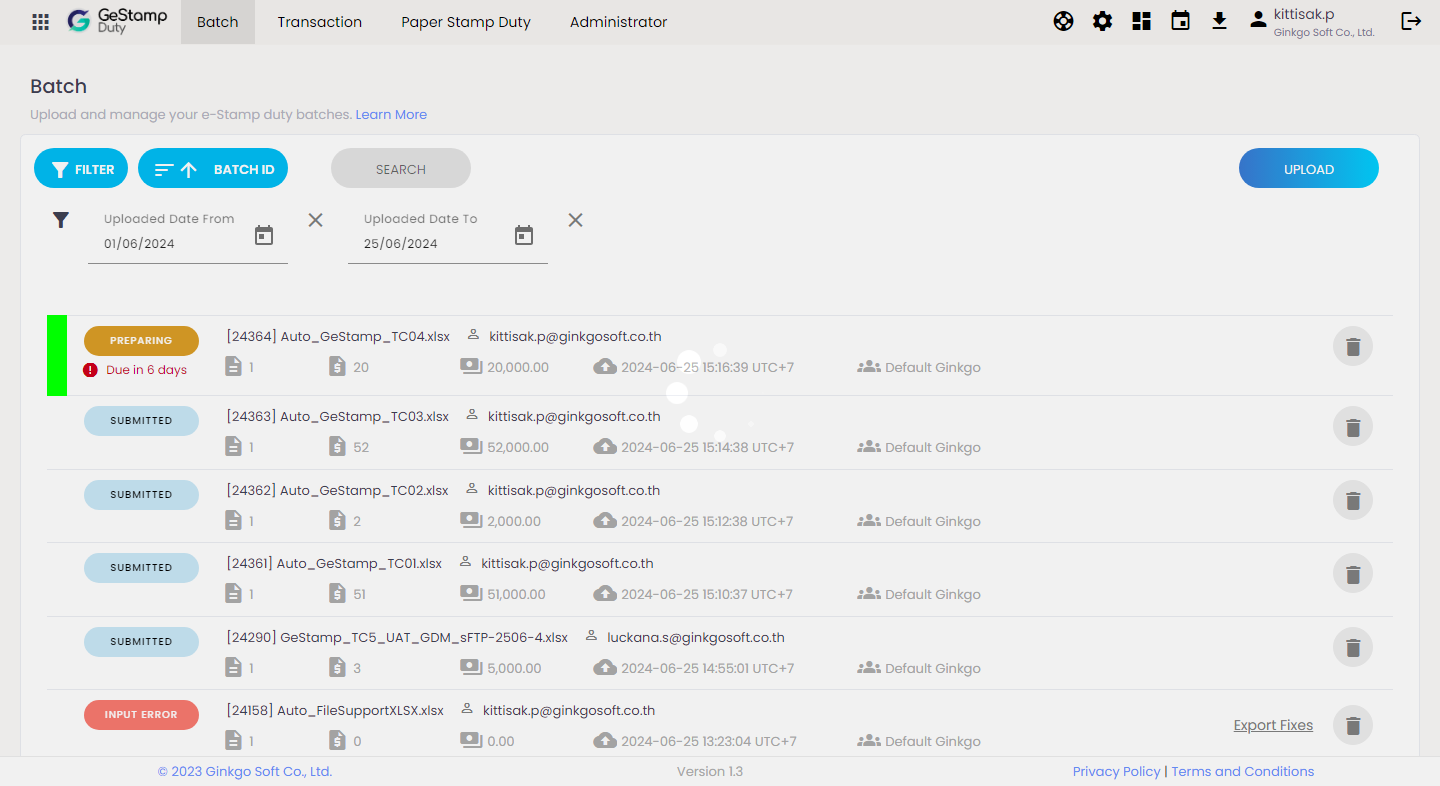 GeStamp
Duty
Batch
Transaction
Paper Stamp Duty
Administrator
kittisak.p
Ginkgo Soft Co., Ltd.
Batch
Upload and manage your e-Stamp duty batches. Learn More
FILTER
BATCH ID
SEARCH
UPLOAD
Uploaded Date From
01/06/2024
Uploaded Date To
25/06/2024
PREPARING
[24364] Auto_GeStamp_TC04.xlsx kittisak.p@ginkgosoft.co.th
Due in 6 days
1 20 20,000.00 2024-06-25 15:16:39 UTC+7 Default Ginkgo
SUBMITTED
[24363] Auto_GeStamp_TC03.xlsx kittisak.p@ginkgosoft.co.th
1 52 52,000.00 2024-06-25 15:14:38 UTC+7 Default Ginkgo
SUBMITTED
[24362] Auto_GeStamp_TC02.xlsx kittisak.p@ginkgosoft.co.th
1 2 2,000.00 2024-06-25 15:12:38 UTC+7 Default Ginkgo
SUBMITTED
[24361] Auto_GeStamp_TC01.xlsx kittisak.p@ginkgosoft.co.th
1 51 51,000.00 2024-06-25 15:10:37 UTC+7 Default Ginkgo
SUBMITTED
[24290] GeStamp_TC5_UAT_GDM_sFTP-2506-4.xlsx luckana.s@ginkgosoft.co.th
1 3 5,000.00 2024-06-25 14:55:01 UTC+7 Default Ginkgo
INPUT ERROR
[24158] Auto_FileSupportXLSX.xlsx kittisak.p@ginkgosoft.co.th
Export Fixes
1 0 0.00 2024-06-25 13:23:04 UTC+7 Default Ginkgo
© 2023 Ginkgo Soft Co., Ltd.
Version 1.3
Privacy Policy | Terms and Conditions